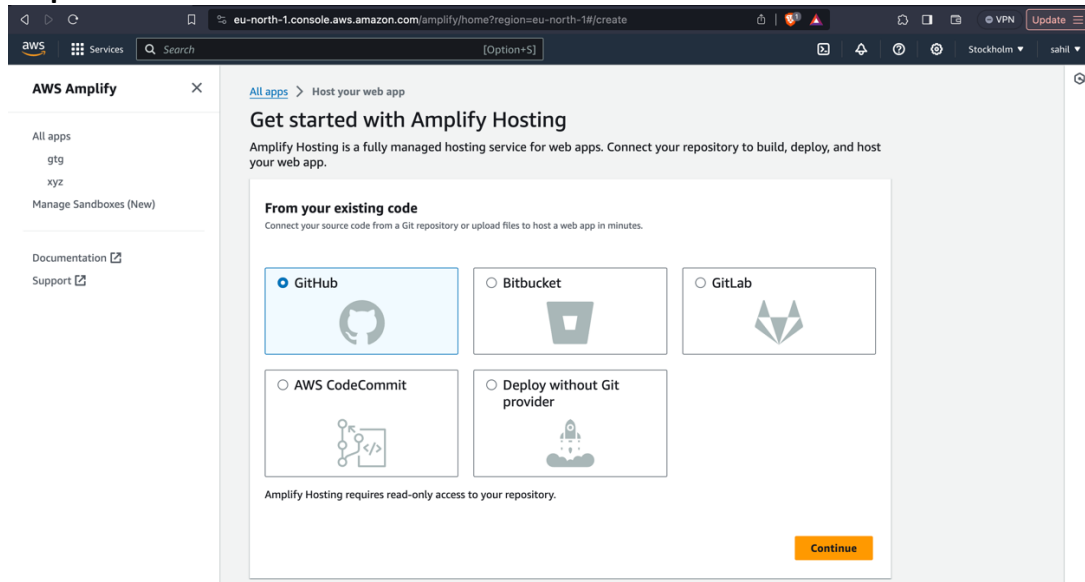 eu-north-1.console.aws.amazon.com/amplify/home?region=eu-north-1#/create
VPN
Update
aws
Services
Search
[Option+S]
Stockholm
sahil
AWS Amplify
All apps
gtg
xyz
Manage Sandboxes (New)
Documentation
Support
All apps > Host your web app
Get started with Amplify Hosting
Amplify Hosting is a fully managed hosting service for web apps. Connect your repository to build, deploy, and host
your web app.
From your existing code
Connect your source code from a Git repository or upload files to host a web app in minutes.
GitHub
Bitbucket
GitLab
AWS CodeCommit
Deploy without Git
provider
Amplify Hosting requires read-only access to your repository.
Continue